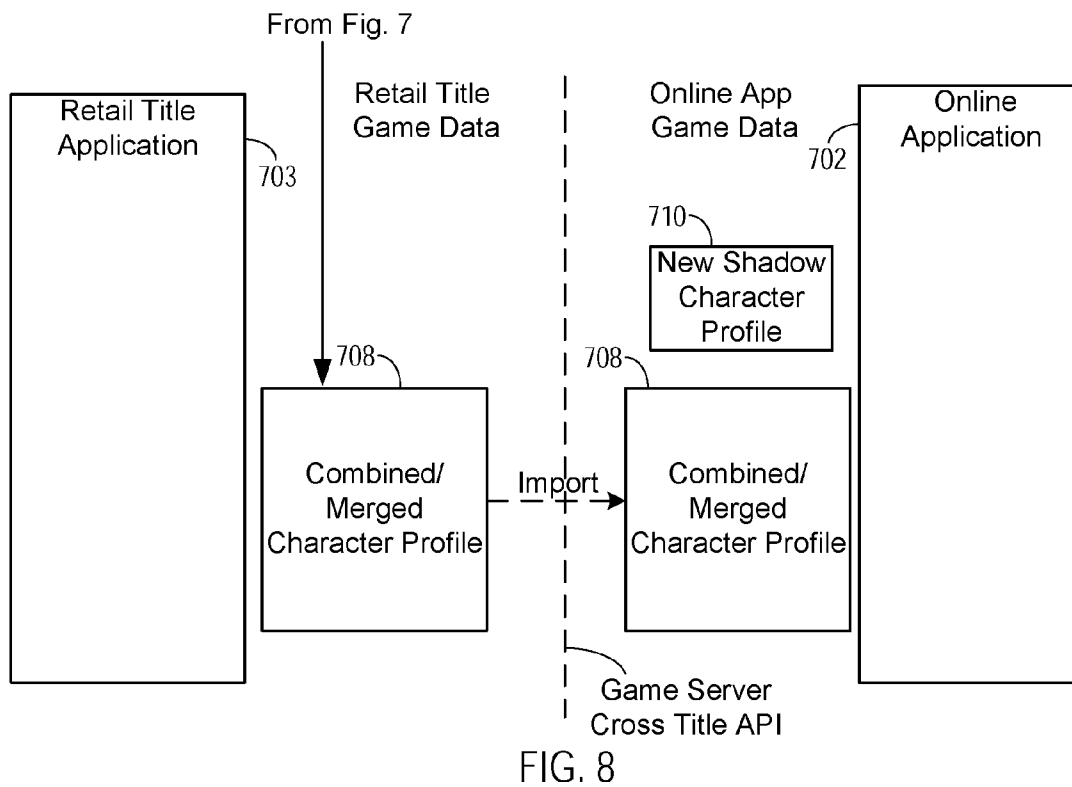 From Fig. 7
Retail Title
Application
703
Retail Title
Game Data
Online App
Game Data
702
Online
Application
710
New Shadow
Character
Profile
708
Combined/
Merged
Character Profile
Import
708
Combined/
Merged
Character Profile
Game Server
Cross Title API
FIG. 8